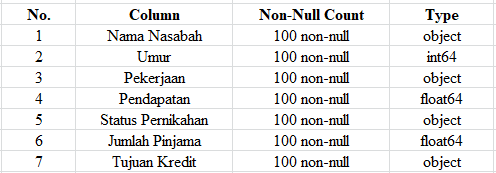 No. Column Non-Null Count Type
1 Nama Nasabah 100 non-null object
2 Umur 100 non-null int64
3 Pekerjaan 100 non-null object
4 Pendapatan 100 non-null float64
5 Status Pernikahan 100 non-null object
6 Jumlah Pinjama 100 non-null float64
7 Tujuan Kredit 100 non-null object